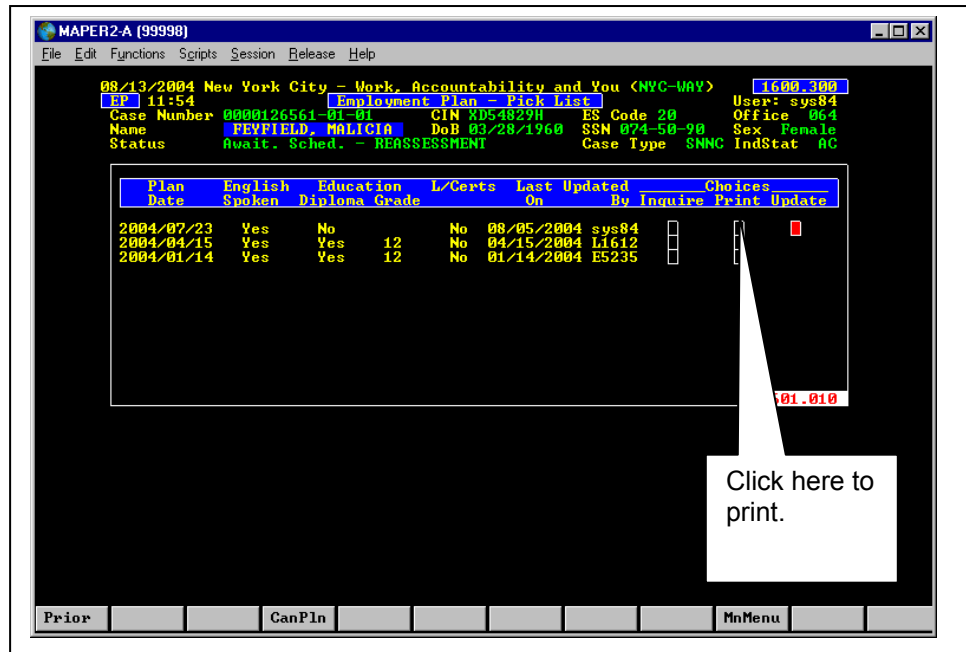 MAPER2-A (99998)
File Edit Functions Scripts Session Release Help
08/13/2004 New York City - Work, Accountability and You (NYC-WAY) 1600.300
EP 11:54 Employment Plan - Pick List User: sys84
Case Number 0000126561-01-01 CIN XD54829H ES Code 20 Office 064
Name FEYFIELD, MALICIA DoB 03/28/1960 SSN 074-50-90 Sex Female
Status Await. Sched. - REASSESSMENT Case Type SNNC IndStat AC
Plan English Education L/Certs Last Updated Choices
Date Spoken Diploma Grade On By Inquire Print Update
2004/07/23 Yes No No 08/05/2004 sys84
2004/04/15 Yes Yes 12 No 04/15/2004 L1612
2004/01/14 Yes Yes 12 No 01/14/2004 E5235
601.010
Click here to
print.
Prior CanPln MnMenu